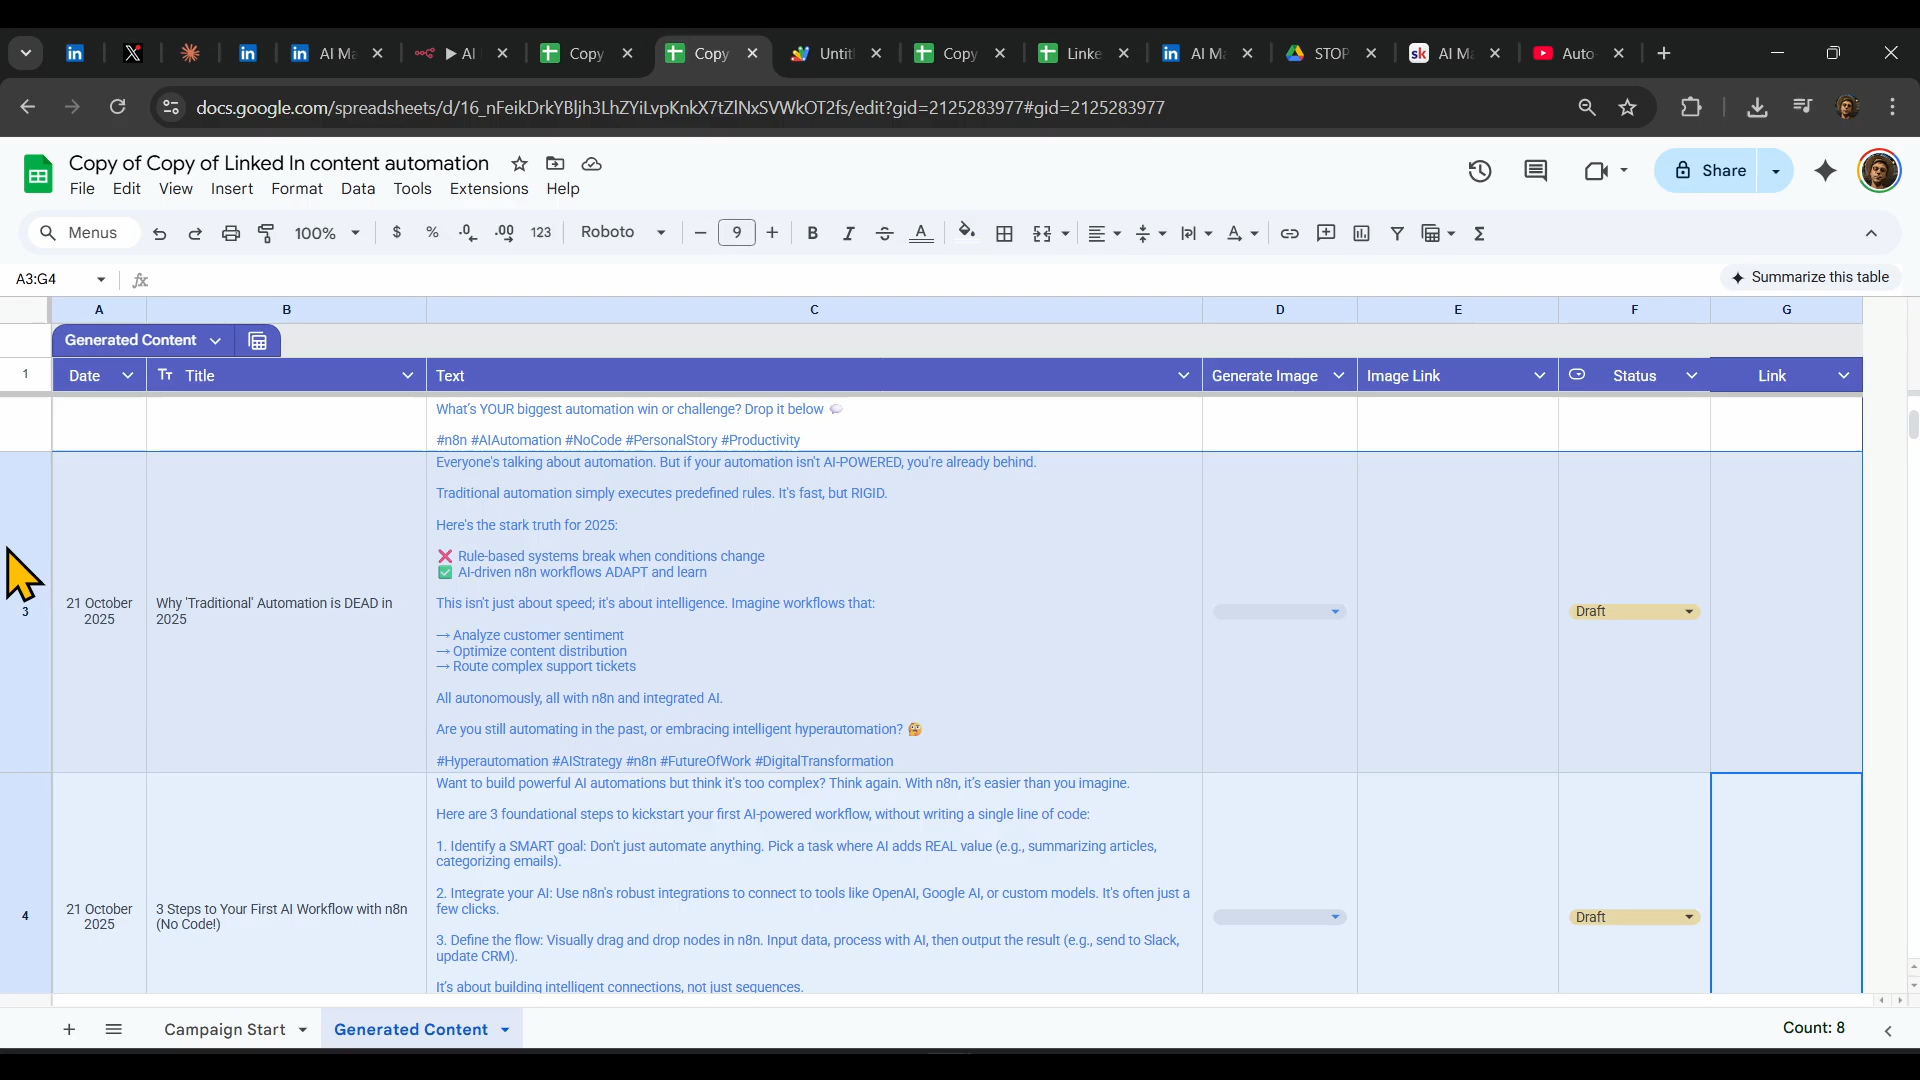 AI Ma
AI
Copy
Copy
Untit
Copy
Linke
AI Ma
STOP
AI Ma
Auto-
docs.google.com/spreadsheets/d/16_nFeikDrkYBljh3LhZYiLvpKnkX7tZlNxSVWkOT2fs/edit?gid=2125283977#gid=2125283977
Copy of Copy of Linked In content automation
File Edit View Insert Format Data Tools Extensions Help
Share
Menus 100% $ % .0 .00 123 Roboto 9 B I A
A3:G4 fx
Summarize this table
A B C D E F G
Generated Content
1 Date Tт Title Text Generate Image Image Link Status Link
What's YOUR biggest automation win or challenge? Drop it below 💬
#n8n #AIAutomation #NoCode #PersonalStory #Productivity
Everyone's talking about automation. But if your automation isn't AI-POWERED, you're already behind.
Traditional automation simply executes predefined rules. It's fast, but RIGID.
Here's the stark truth for 2025:
❌ Rule-based systems break when conditions change
✅ AI-driven n8n workflows ADAPT and learn
3
21 October
2025
Why 'Traditional' Automation is DEAD in
2025
This isn't just about speed; it's about intelligence. Imagine workflows that:
→ Analyze customer sentiment
→ Optimize content distribution
→ Route complex support tickets
All autonomously, all with n8n and integrated AI.
Are you still automating in the past, or embracing intelligent hyperautomation? 🤔
#Hyperautomation #AIStrategy #n8n #FutureOfWork #DigitalTransformation
Draft
Want to build powerful AI automations but think it's too complex? Think again. With n8n, it's easier than you imagine.
Here are 3 foundational steps to kickstart your first AI-powered workflow, without writing a single line of code:
1. Identify a SMART goal: Don't just automate anything. Pick a task where AI adds REAL value (e.g., summarizing articles,
categorizing emails).
4
21 October
2025
3 Steps to Your First AI Workflow with n8n
(No Code!)
2. Integrate your AI: Use n8n's robust integrations to connect to tools like OpenAI, Google AI, or custom models. It's often just a
few clicks.
3. Define the flow: Visually drag and drop nodes in n8n. Input data, process with AI, then output the result (e.g., send to Slack,
update CRM).
It's about building intelligent connections, not just sequences.
Draft
Campaign Start
Generated Content
Count: 8